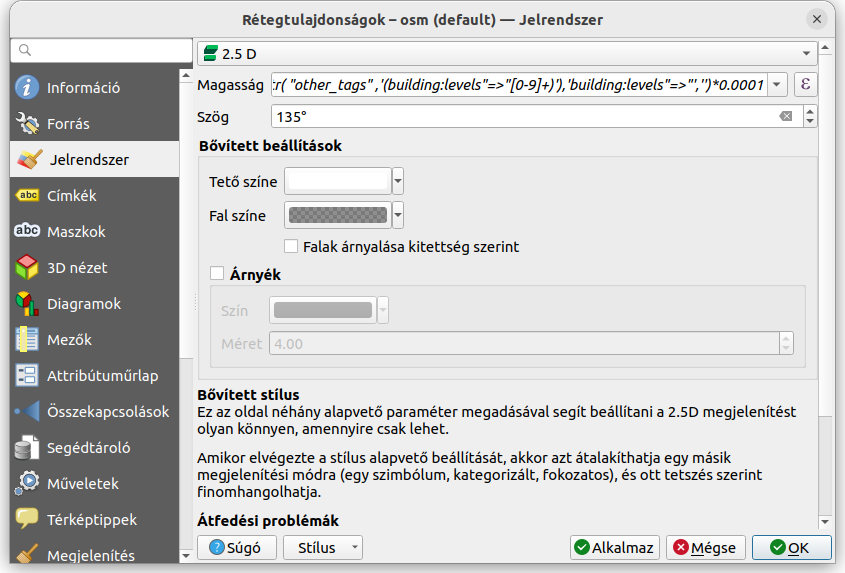 Rétegtulajdonságok – osm (default) — Jelrendszer
Információ
Forrás
Jelrendszer
abc Címkék
abc Maszkok
3D nézet
Diagramok
Mezők
Attribútuműrlap
Összekapcsolások
Segédtároló
Műveletek
Térképtippek
Megjelenítés
2.5 D
Magasság r( "other_tags" ,'(building:levels"=>"[0-9]+)'),'building:levels"=>"','')*0.0001 ε
Szög 135°
Bővített beállítások
Tető színe
Fal színe
Falak árnyalása kitettség szerint
Árnyék
Szín
Méret 4.00
Bővített stílus
Ez az oldal néhány alapvető paraméter megadásával segít beállítani a 2.5D megjelenítést
olyan könnyen, amennyire csak lehet.
Amikor elvégezte a stílus alapvető beállítását, akkor azt átalakíthatja egy másik
megjelenítési módra (egy szimbólum, kategorizált, fokozatos), és ott tetszés szerint
finomhangolhatja.
Átfedési problémák
Súgó
Stílus
Alkalmaz
Mégse
OK